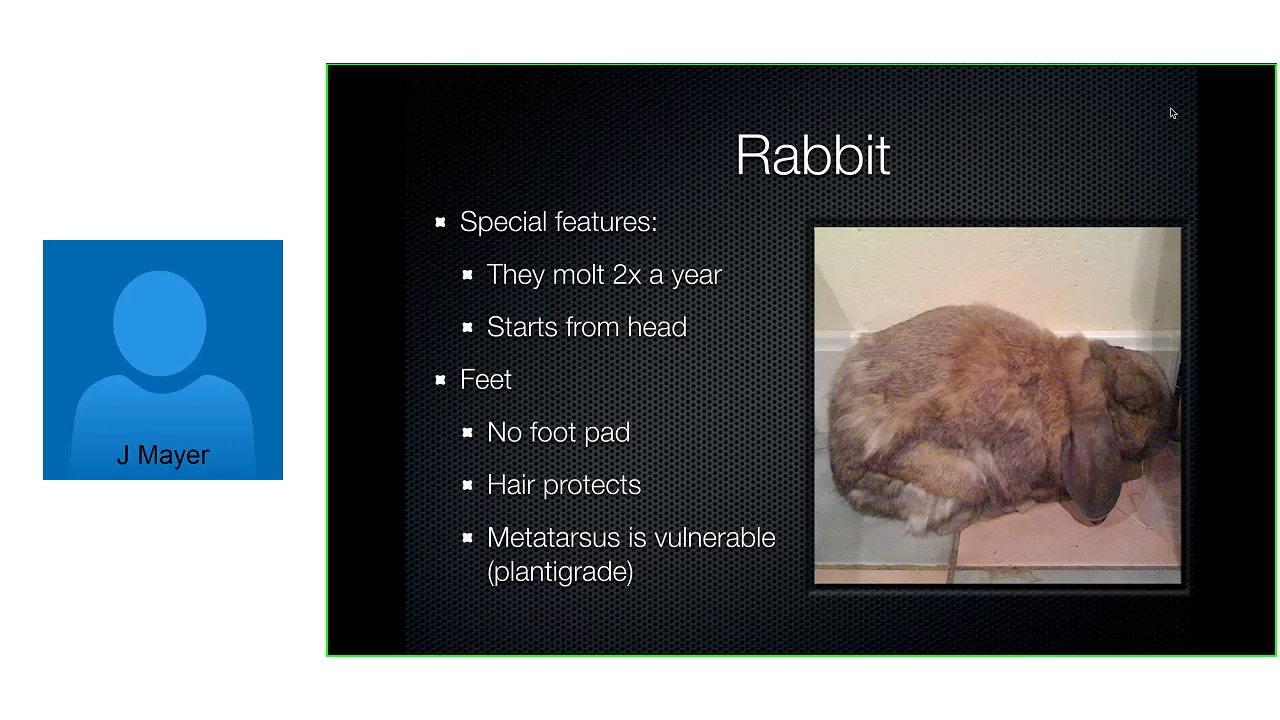 Rabbit
Special features:
They molt 2x a year
Starts from head
Feet
No foot pad
Hair protects
Metatarsus is vulnerable
(plantigrade)
J Mayer